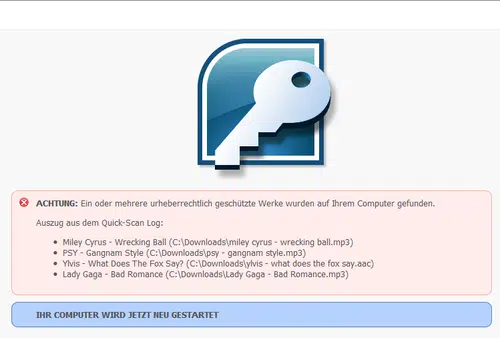 ACHTUNG: Ein oder mehrere urheberrechtlich geschützte Werke wurden auf Ihrem Computer gefunden.
Auszug aus dem Quick-Scan Log:
Miley Cyrus - Wrecking Ball (C:\Downloads\miley cyrus - wrecking ball.mp3)
PSY - Gangnam Style (C:\Downloads\psy - gangnam style.mp3)
Ylvis - What Does The Fox Say? (C:\Downloads\ylvis - what does the fox say.aac)
Lady Gaga - Bad Romance (C:\Downloads\Lady Gaga - Bad Romance.mp3)
IHR COMPUTER WIRD JETZT NEU GESTARTET